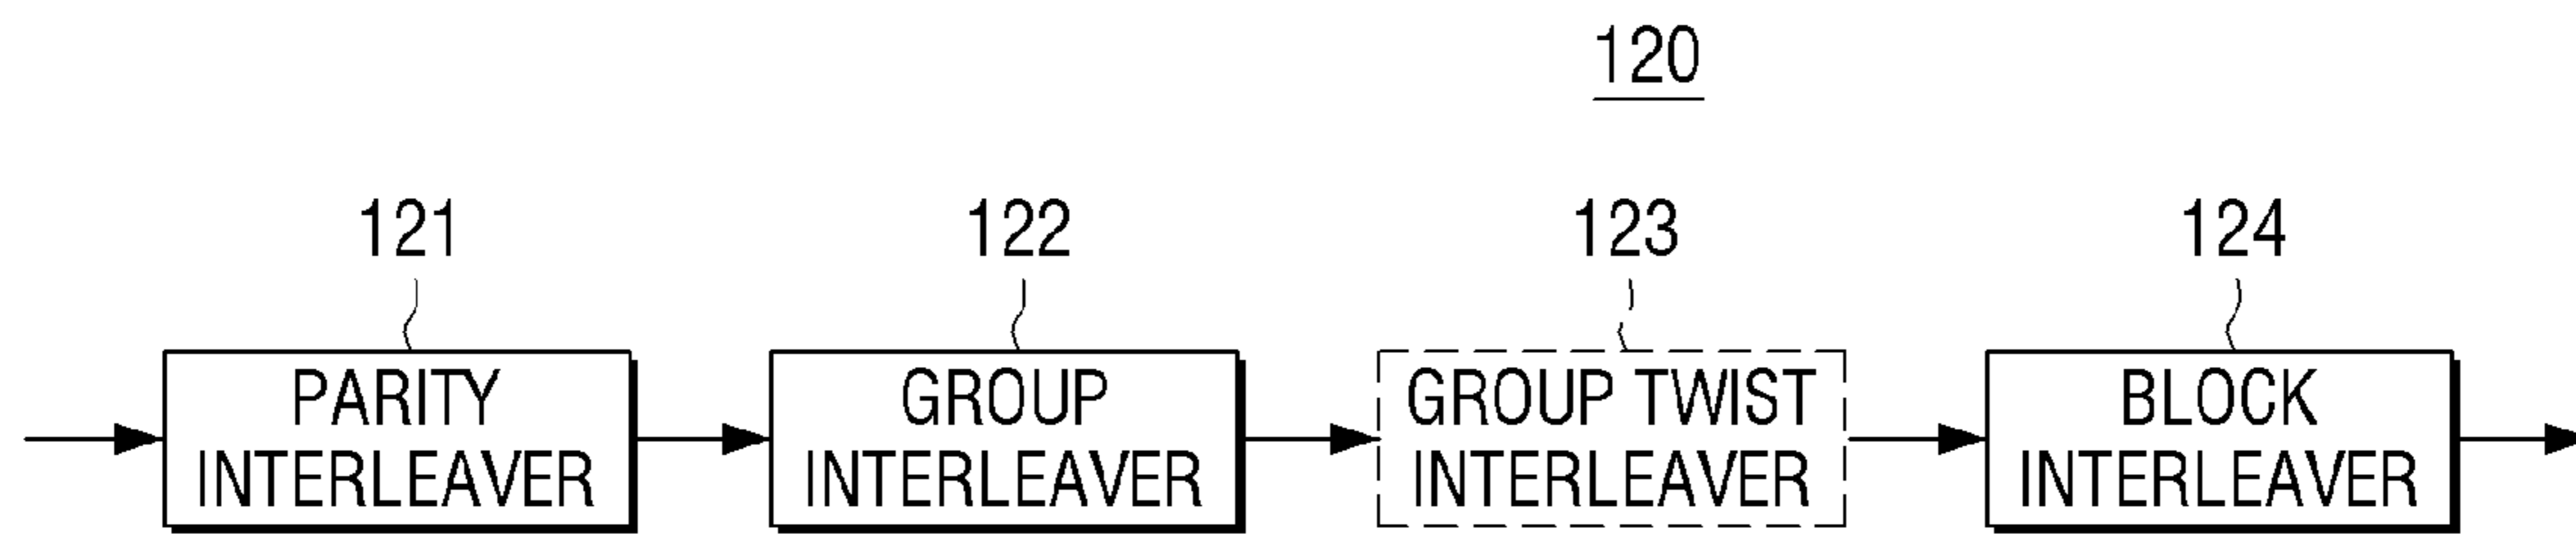 120
121
122
123
124
PARITY
INTERLEAVER
GROUP
INTERLEAVER
GROUP TWIST
INTERLEAVER
BLOCK
INTERLEAVER